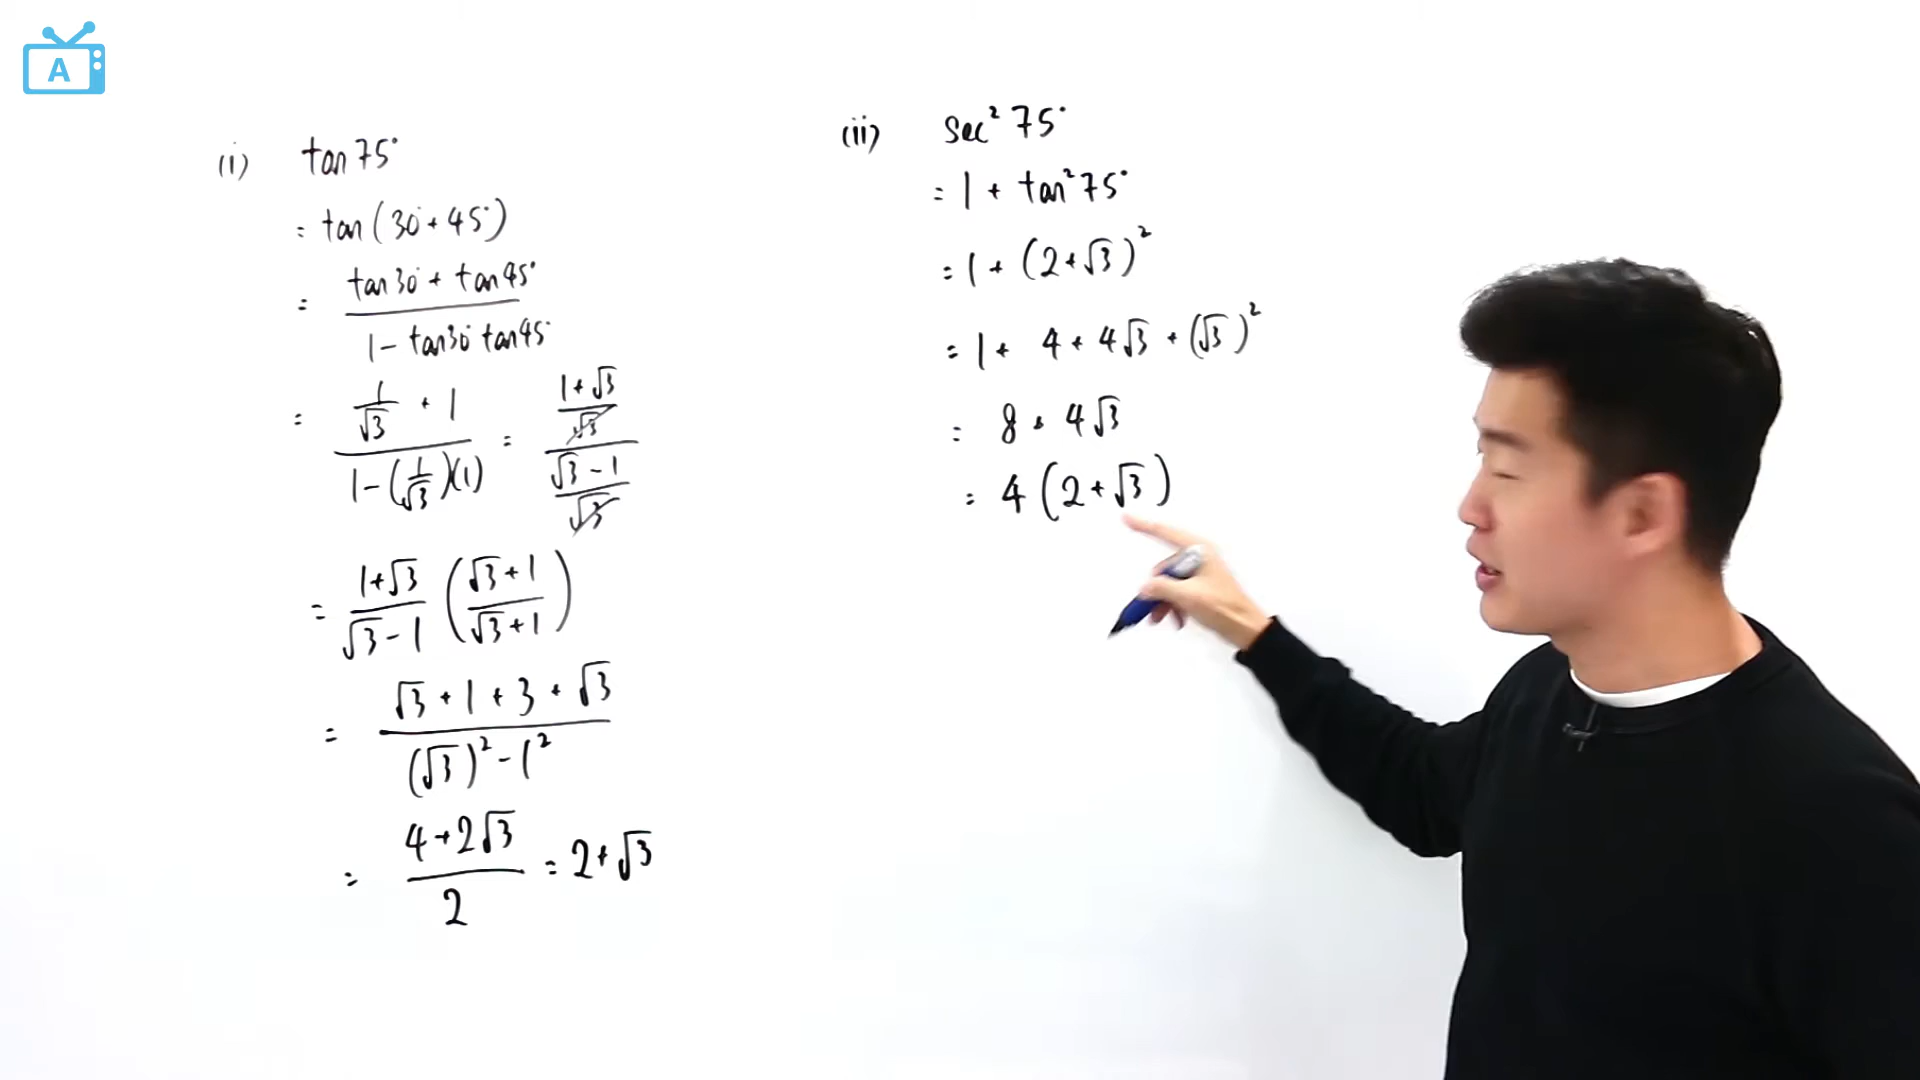 A
(i) tan 75°
= tan (30° + 45°)
= (tan 30° + tan 45°) / (1 - tan 30° tan 45°)
= (1/√3 + 1) / (1 - (1/√3)(1)) = ((1+√3)/√3) / ((√3 - 1)/√3)
= (1+√3)/(√3 - 1) ((√3+1)/(√3+1))
= (√3 + 1 + 3 + √3) / ((√3)² - 1²)
= (4+2√3)/2 = 2+√3
(ii) sec² 75°
= 1 + tan² 75°
= 1 + (2+√3)²
= 1 + 4 + 4√3 + (√3)²
= 8 + 4√3
= 4 (2+√3)